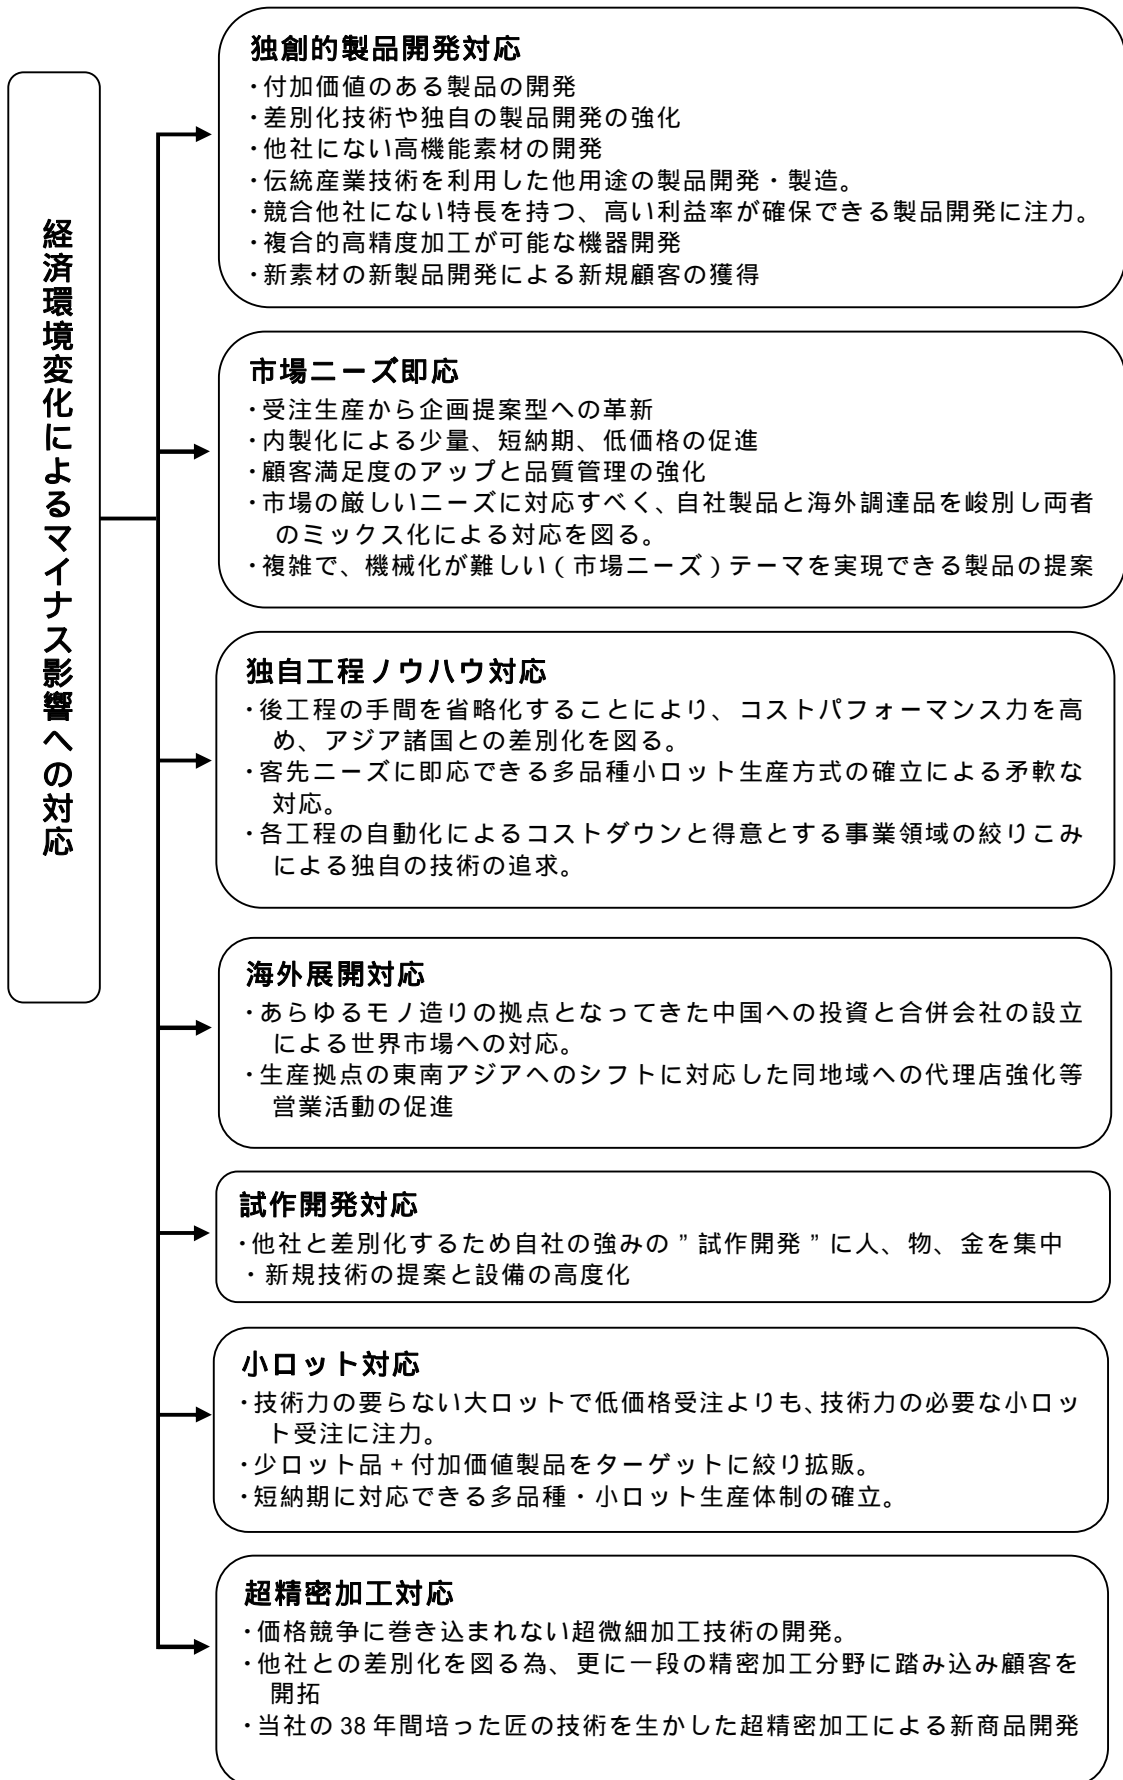 経済環境変化によるマイナス影響への対応
独創的製品開発対応
・付加価値のある製品の開発
・差別化技術や独自の製品開発の強化
・他社にない高機能素材の開発
・伝統産業技術を利用した他用途の製品開発・製造。
・競合他社にない特長を持つ、高い利益率が確保できる製品開発に注力。
・複合的高精度加工が可能な機器開発
・新素材の新製品開発による新規顧客の獲得
市場ニーズ即応
・受注生産から企画提案型への革新
・内製化による少量、短納期、低価格の促進
・顧客満足度のアップと品質管理の強化
・市場の厳しいニーズに対応すべく、自社製品と海外調達品を峻別し両者
のミックス化による対応を図る。
・複雑で、機械化が難しい（市場ニーズ）テーマを実現できる製品の提案
独自工程ノウハウ対応
・後工程の手間を省略化することにより、コストパフォーマンス力を高
め、アジア諸国との差別化を図る。
・客先ニーズに即応できる多品種小ロット生産方式の確立による矛軟な
対応。
・各工程の自動化によるコストダウンと得意とする事業領域の絞りこみ
による独自の技術の追求。
海外展開対応
・あらゆるモノ造りの拠点となってきた中国への投資と合併会社の設立
による世界市場への対応。
・生産拠点の東南アジアへのシフトに対応した同地域への代理店強化等
営業活動の促進
試作開発対応
・他社と差別化するため自社の強みの”試作開発”に人、物、金を集中
・新規技術の提案と設備の高度化
小ロット対応
・技術力の要らない大ロットで低価格受注よりも、技術力の必要な小ロッ
ト受注に注力。
・少ロット品+付加価値製品をターゲットに絞り拡販。
・短納期に対応できる多品種・小ロット生産体制の確立。
超精密加工対応
・価格競争に巻き込まれない超微細加工技術の開発。
・他社との差別化を図る為、更に一段の精密加工分野に踏み込み顧客を
開拓
・当社の38年間培った匠の技術を生かした超精密加工による新商品開発